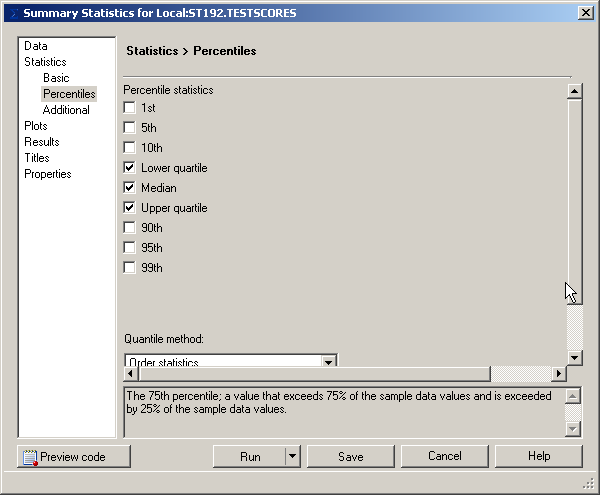 Summary Statistics for Local:ST192.TESTSCORES
Data
Statistics
Basic
Percentiles
Additional
Plots
Results
Titles
Properties
Statistics > Percentiles
Percentile statistics
1st
5th
10th
Lower quartile
Median
Upper quartile
90th
95th
99th
Quantile method:
Order statistics
The 75th percentile; a value that exceeds 75% of the sample data values and is exceeded
by 25% of the sample data values.
Preview code
Run
Save
Cancel
Help